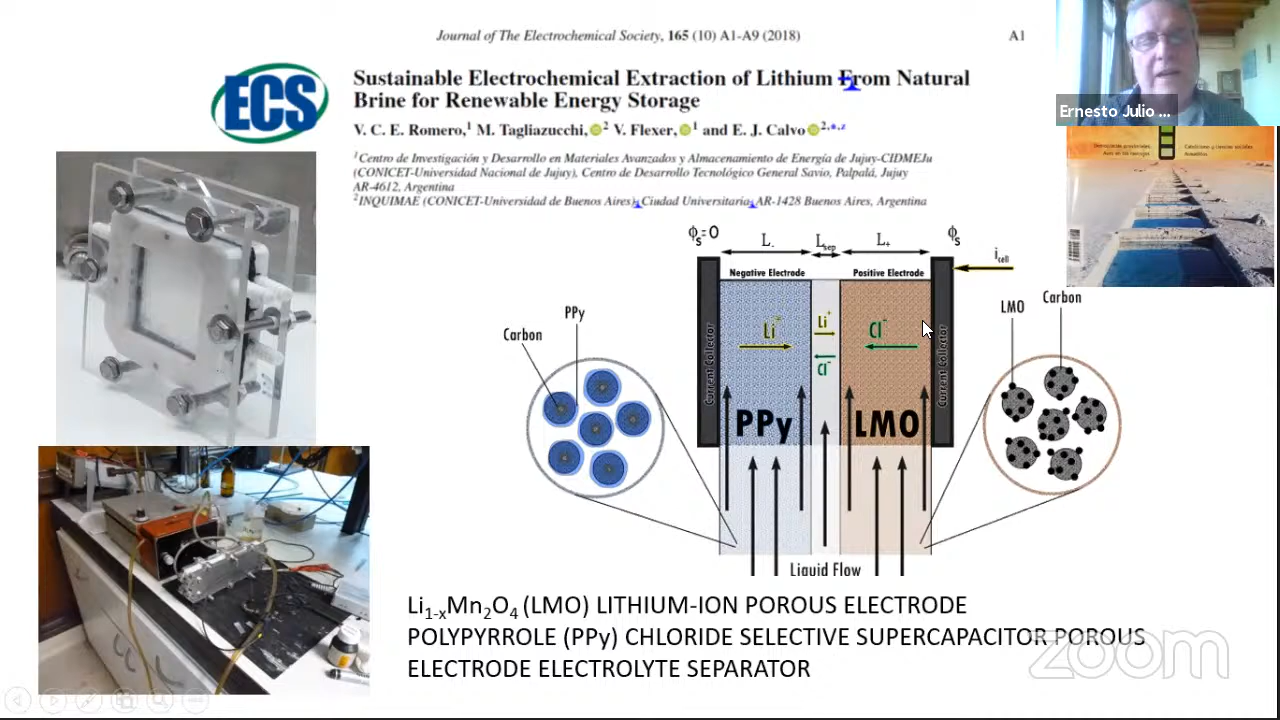 Journal of The Electrochemical Society, 165 (10) A1-A9 (2018)
A1
ECS
Sustainable Electrochemical Extraction of Lithium From Natural
Brine for Renewable Energy Storage
V. C. E. Romero,1 M. Tagliazucchi, 2 V. Flexer, 1 and E. J. Calvo 2,*,z
1Centro de Investigación y Desarrollo en Materiales Avanzados y Almacenamiento de Energía de Jujuy-CIDMEJu
(CONICET-Universidad Nacional de Jujuy), Centro de Desarrollo Tecnológico General Savio, Palpalá, Jujuy
AR-4612, Argentina
2INQUIMAE (CONICET-Universidad de Buenos Aires), Ciudad Universitaria, AR-1428 Buenos Aires, Argentina
Ernesto Julio ...
ϕs=0
L-
Lsep
L+
ϕs
icell
Negative Electrode
Positive Electrode
Current Collector
Li+
Li+
Cl-
Cl-
Current Collector
PPy
LMO
Carbon
PPy
LMO
Carbon
Liquid Flow
Li1-xMn2O4 (LMO) LITHIUM-ION POROUS ELECTRODE
POLYPYRROLE (PPy) CHLORIDE SELECTIVE SUPERCAPACITOR POROUS
ELECTRODE ELECTROLYTE SEPARATOR
zoom